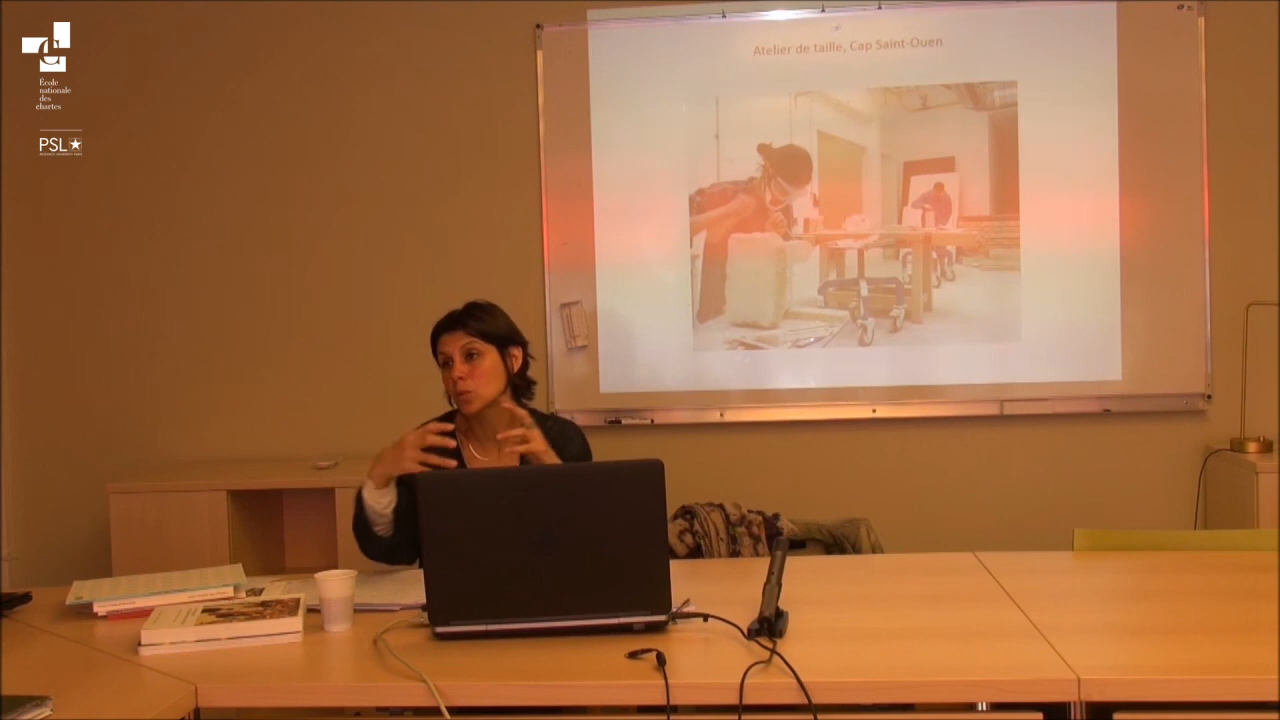 École
nationale
des
chartes
PSL
Atelier de taille, Cap Saint-Ouen